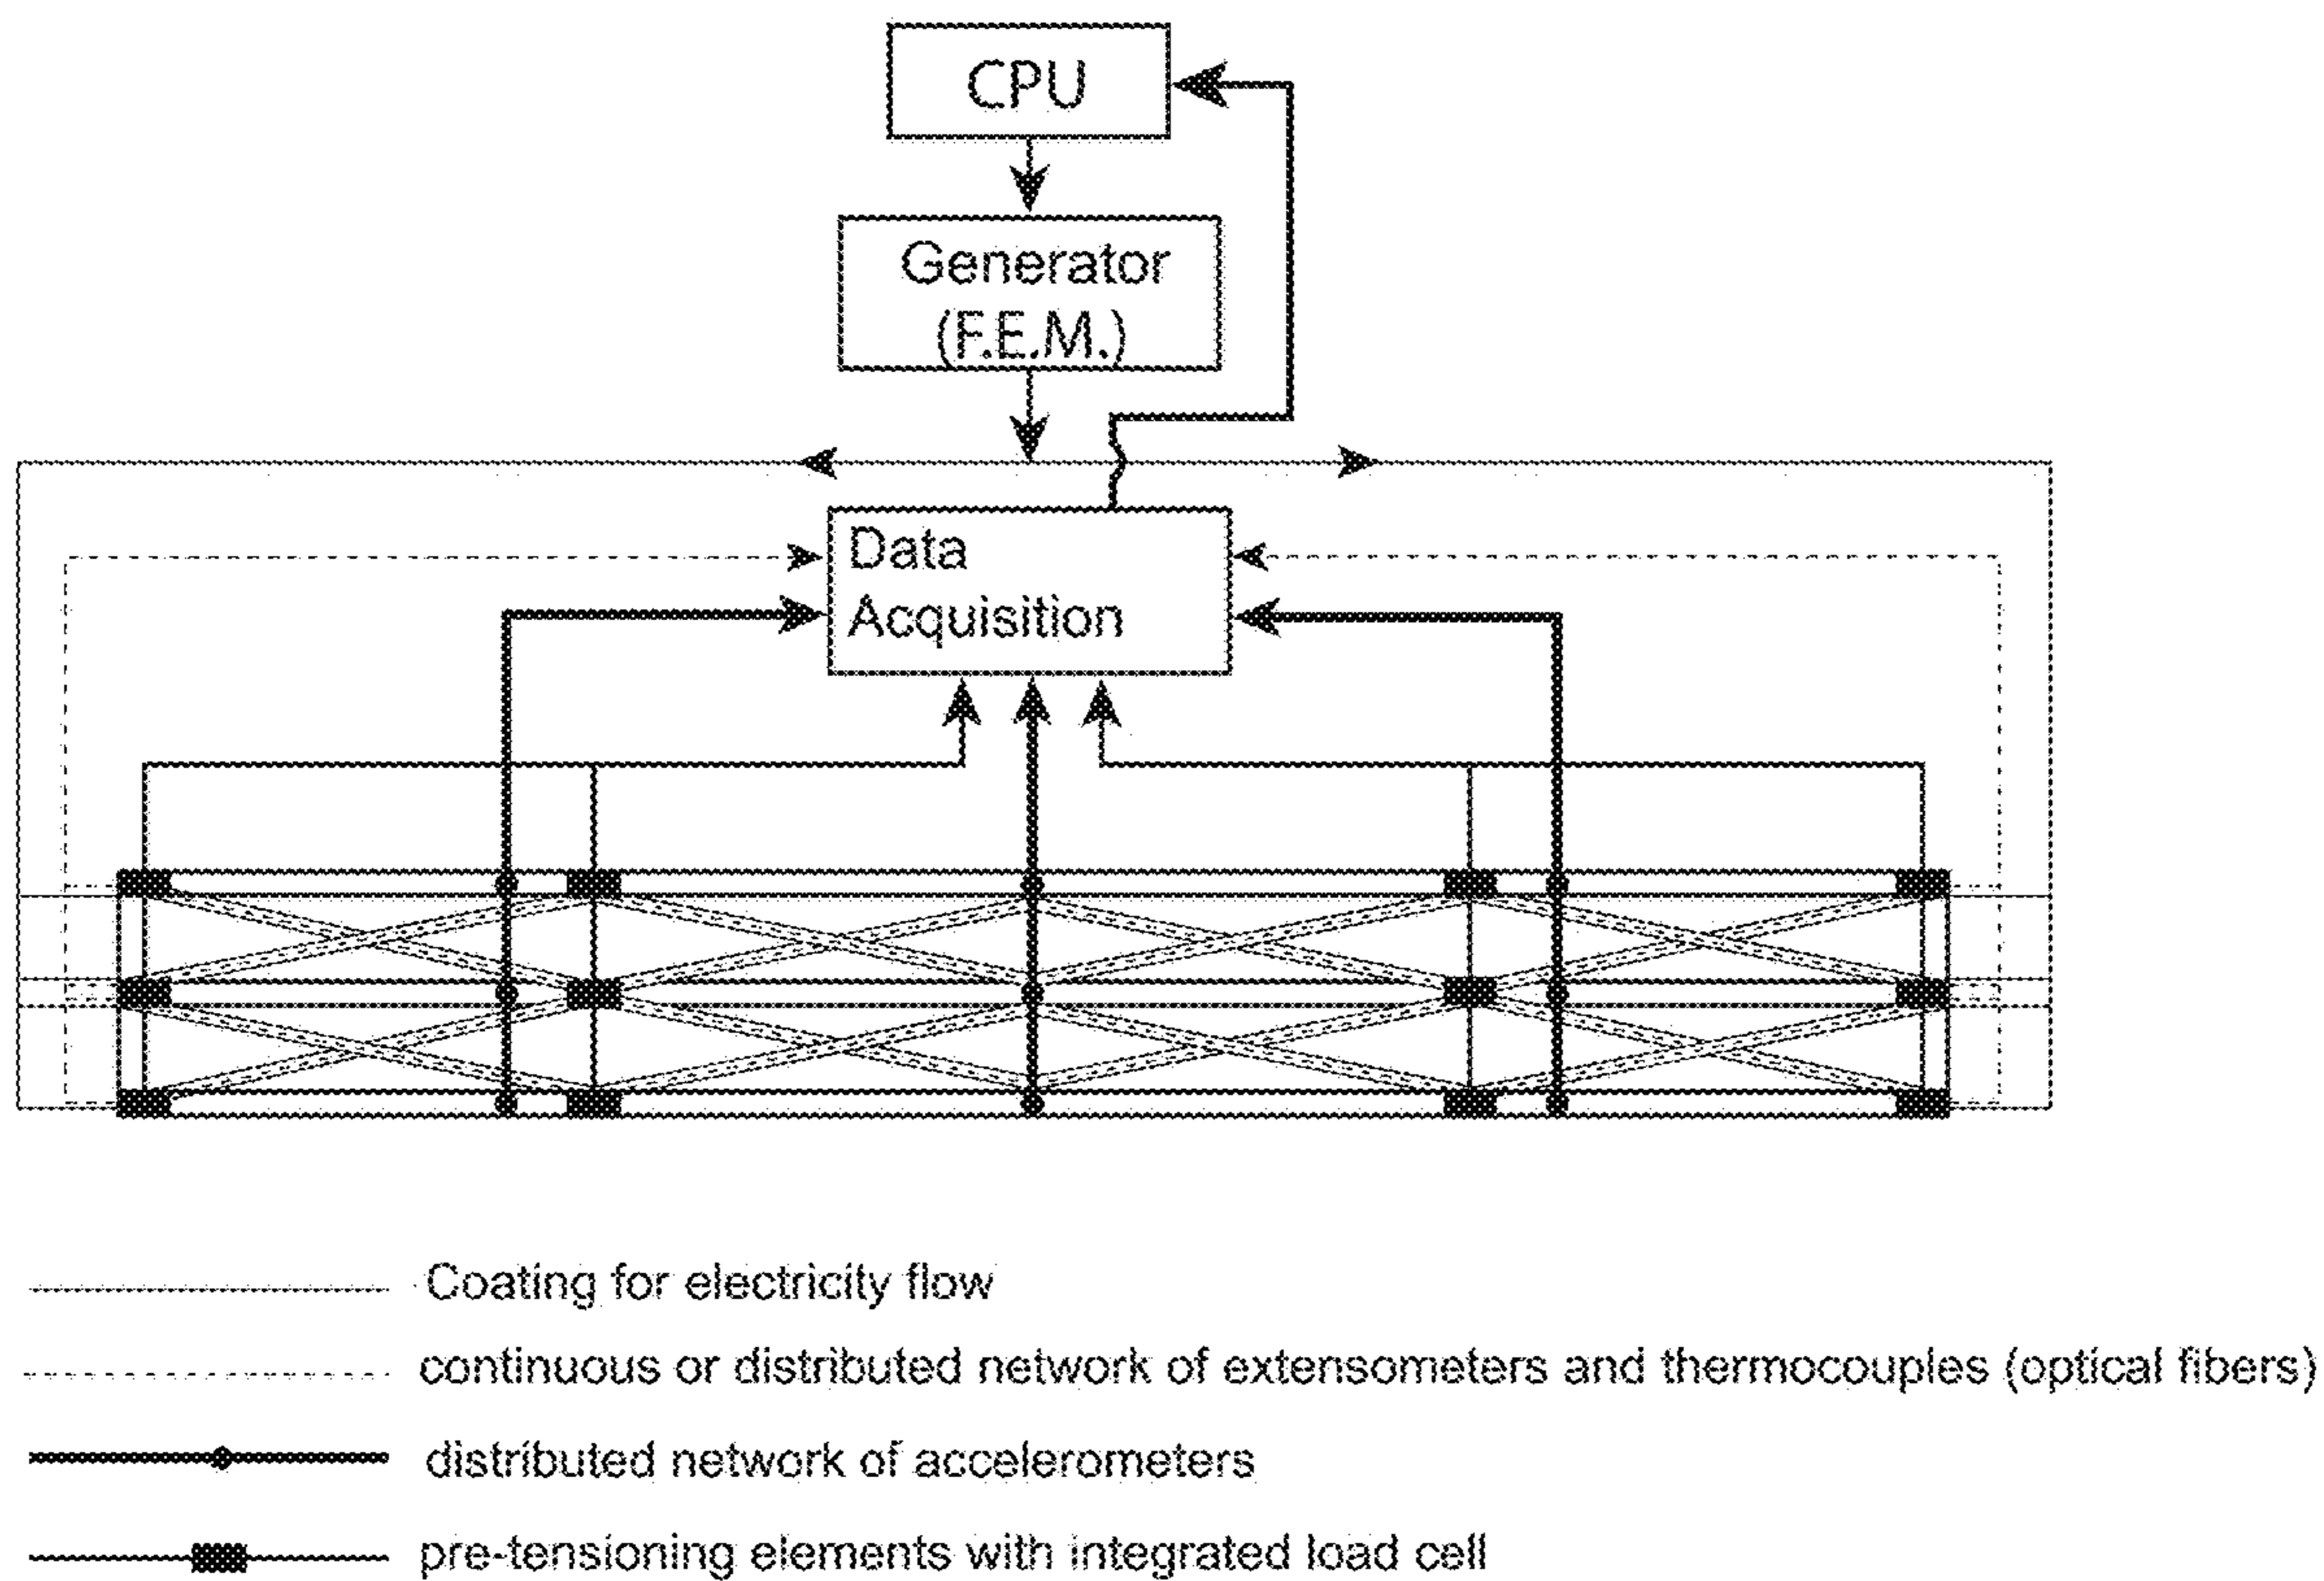 CPU
Generator
(F.E.M.)
Data
Acquisition
Coating for electricity flow
continuous or distributed network of extensometers and thermocouples (optical fibers)
distributed network of accelerometers
pre-tensioning elements with integrated load cell